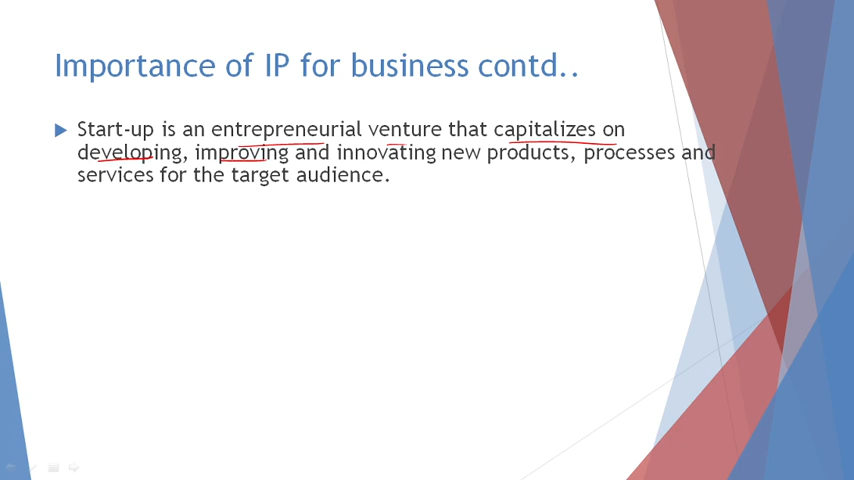 Importance of IP for business contd..
Start-up is an entrepreneurial venture that capitalizes on
developing, improving and innovating new products, processes and
services for the target audience.